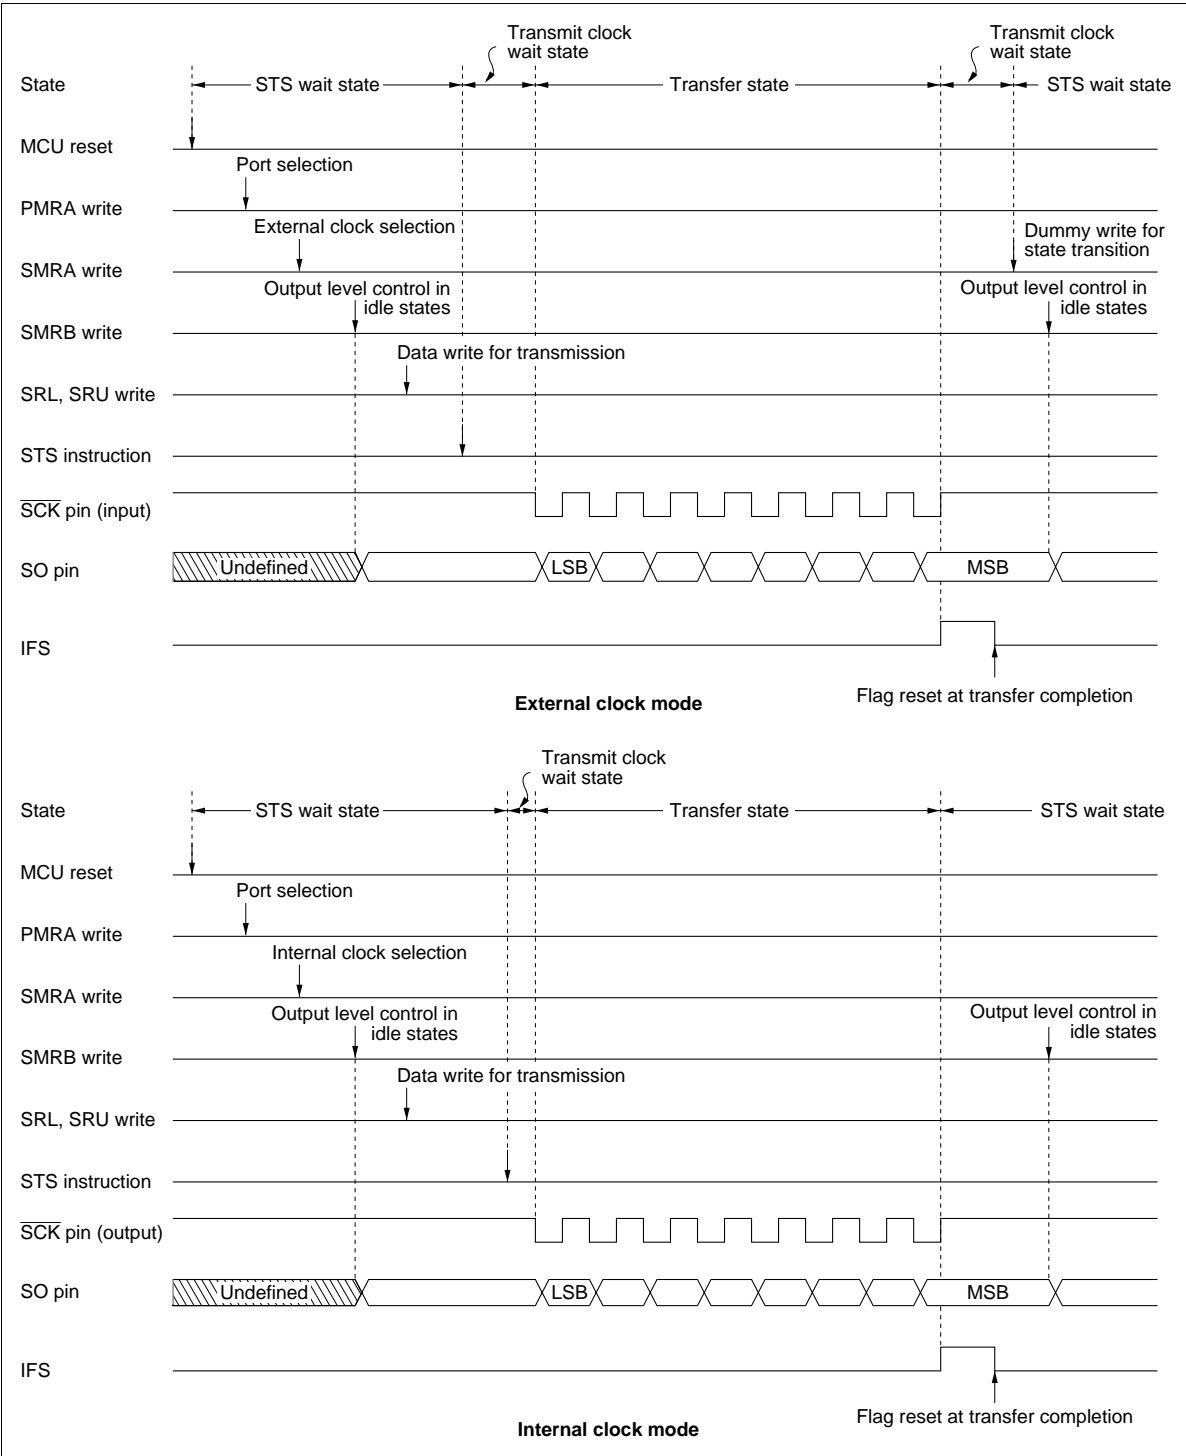 Transmit clock
wait state
Transmit clock
wait state
State
STS wait state
Transfer state
STS wait state
MCU reset
Port selection
PMRA write
External clock selection
Dummy write for
state transition
SMRA write
Output level control in
idle states
Output level control in
idle states
SMRB write
Data write for transmission
SRL, SRU write
STS instruction
SCK pin (input)
SO pin
Undefined
LSB
MSB
IFS
Flag reset at transfer completion
External clock mode
Transmit clock
wait state
State
STS wait state
Transfer state
STS wait state
MCU reset
Port selection
PMRA write
Internal clock selection
SMRA write
Output level control in
idle states
Output level control in
idle states
SMRB write
Data write for transmission
SRL, SRU write
STS instruction
SCK pin (output)
SO pin
Undefined
LSB
MSB
IFS
Flag reset at transfer completion
Internal clock mode